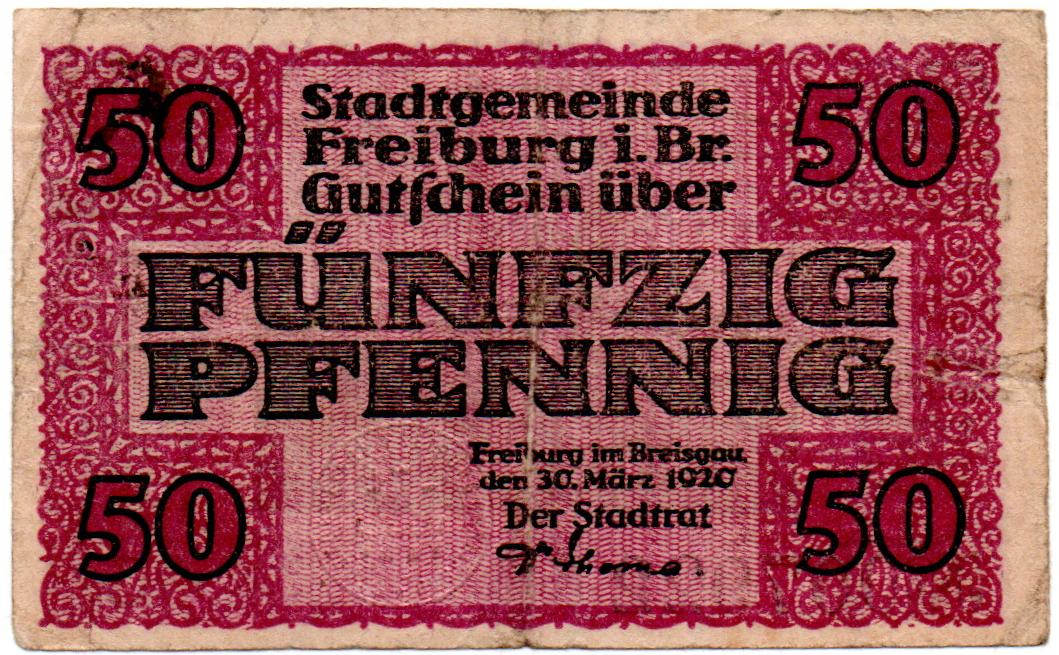 50 50
Stadtgemeinde
Freiburg i. Br.
Gutſchein über
FÜNFZIG
PFENNIG
Freiburg im Breisgau,
den 30. März 1920
Der Stadtrat
50 50